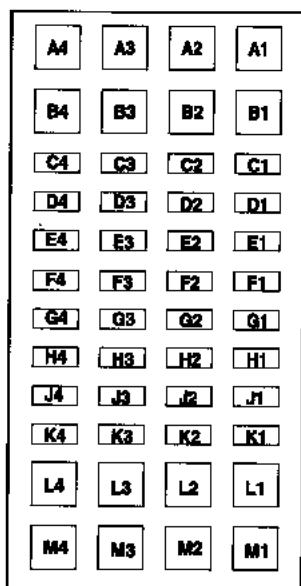 A4 A3 A2 A1
B4 B3 B2 B1
C4 C3 C2 C1
D4 D3 D2 D1
E4 E3 E2 E1
F4 F3 F2 F1
G4 G3 G2 G1
H4 H3 H2 H1
J4 J3 J2 J1
K4 K3 K2 K1
L4 L3 L2 L1
M4 M3 M2 M1